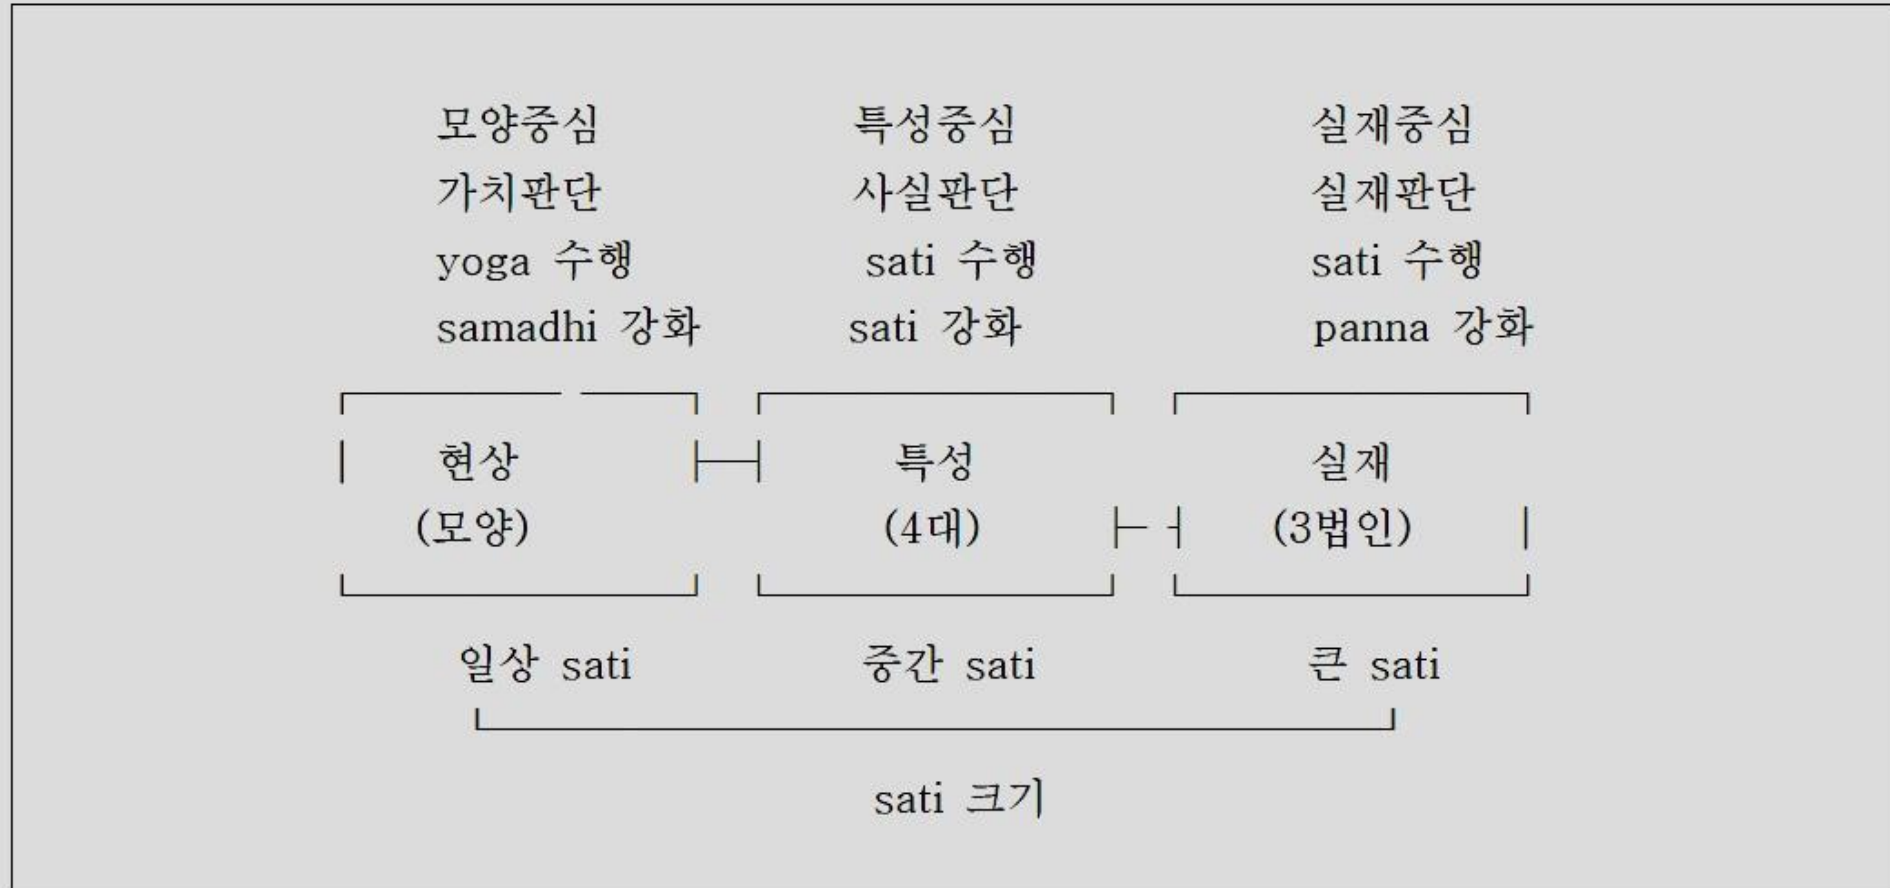 모양중심 특성중심 실재중심
가치판단 사실판단 실재판단
yoga 수행 sati 수행 sati 수행
samadhi 강화 sati 강화 panna 강화
현상 특성 실재
(모양) (4대) (3법인)
일상 sati 중간 sati 큰 sati
sati 크기